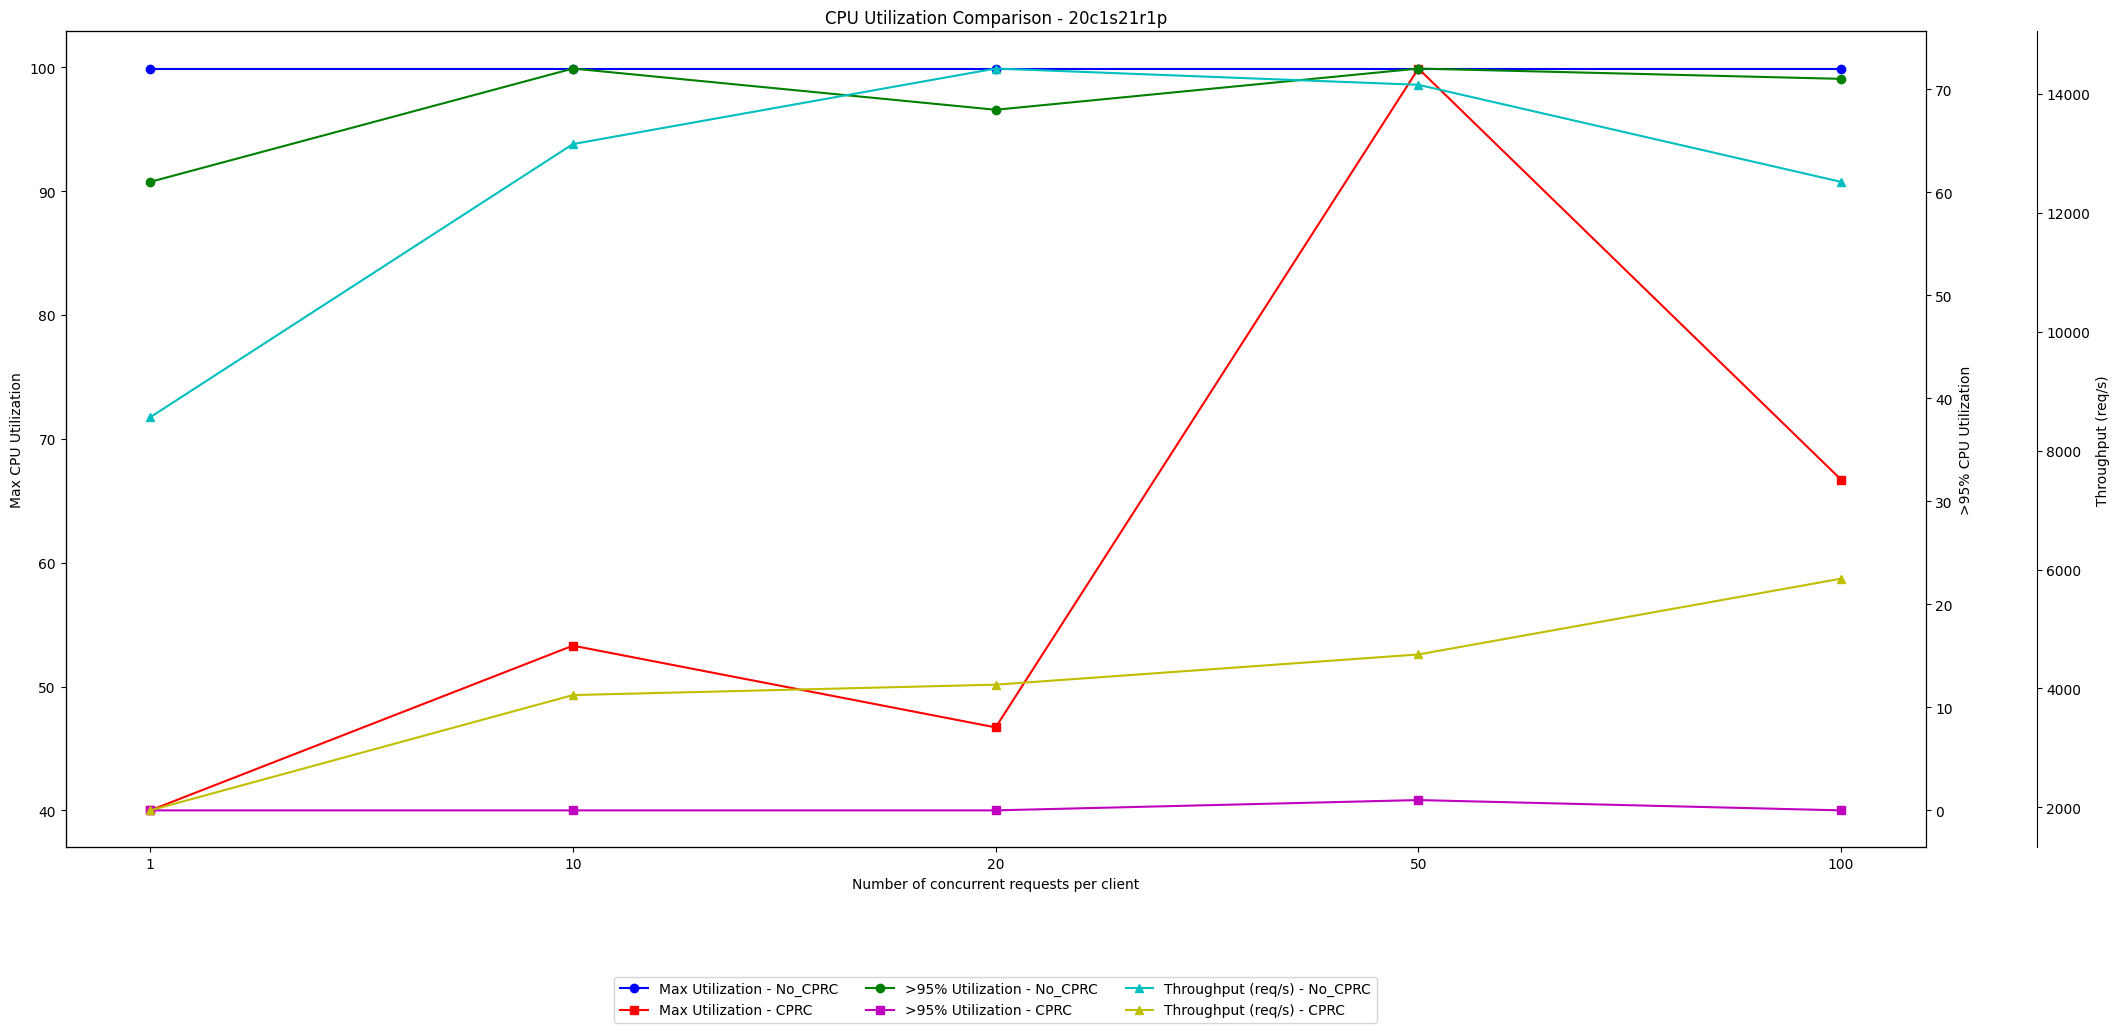 CPU Utilization Comparison - 20c1s21r1p
Max CPU Utilization
100
90
80
70
60
50
40
70
60
50
40
30
20
10
0
>95% CPU Utilization
14000
12000
10000
8000
6000
4000
2000
Throughput (req/s)
1 10 20 50 100
Number of concurrent requests per client
Max Utilization - No_CPRC
Max Utilization - CPRC
>95% Utilization - No_CPRC
>95% Utilization - CPRC
Throughput (req/s) - No_CPRC
Throughput (req/s) - CPRC